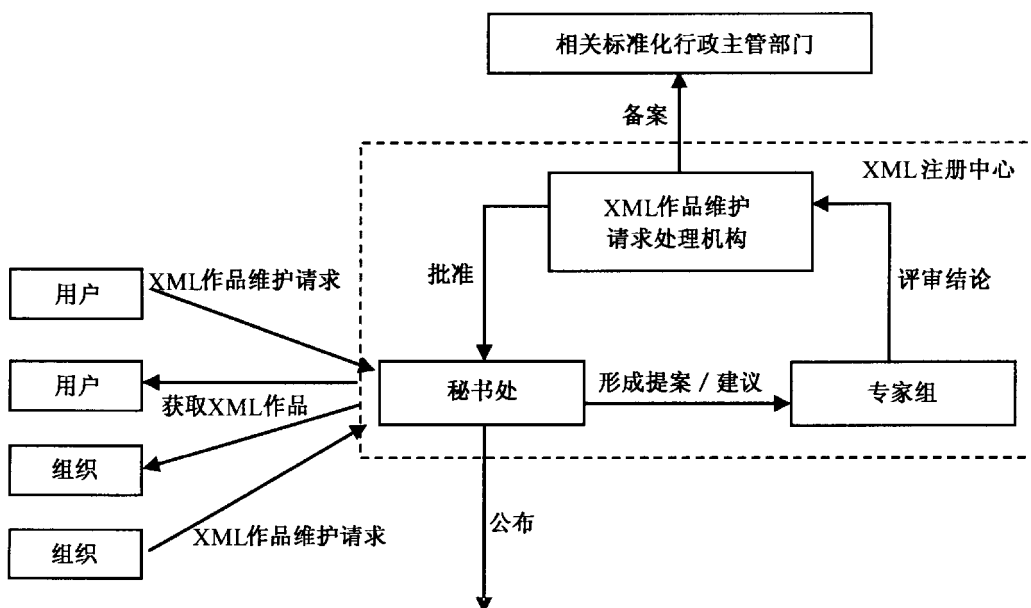 相关标准化行政主管部门
备案
XML注册中心
XML作品维护
请求处理机构
批准
评审结论
XML作品维护请求
用户
用户
获取XML作品
秘书处
形成提案/建议
专家组
组织
组织
XML作品维护请求
公布